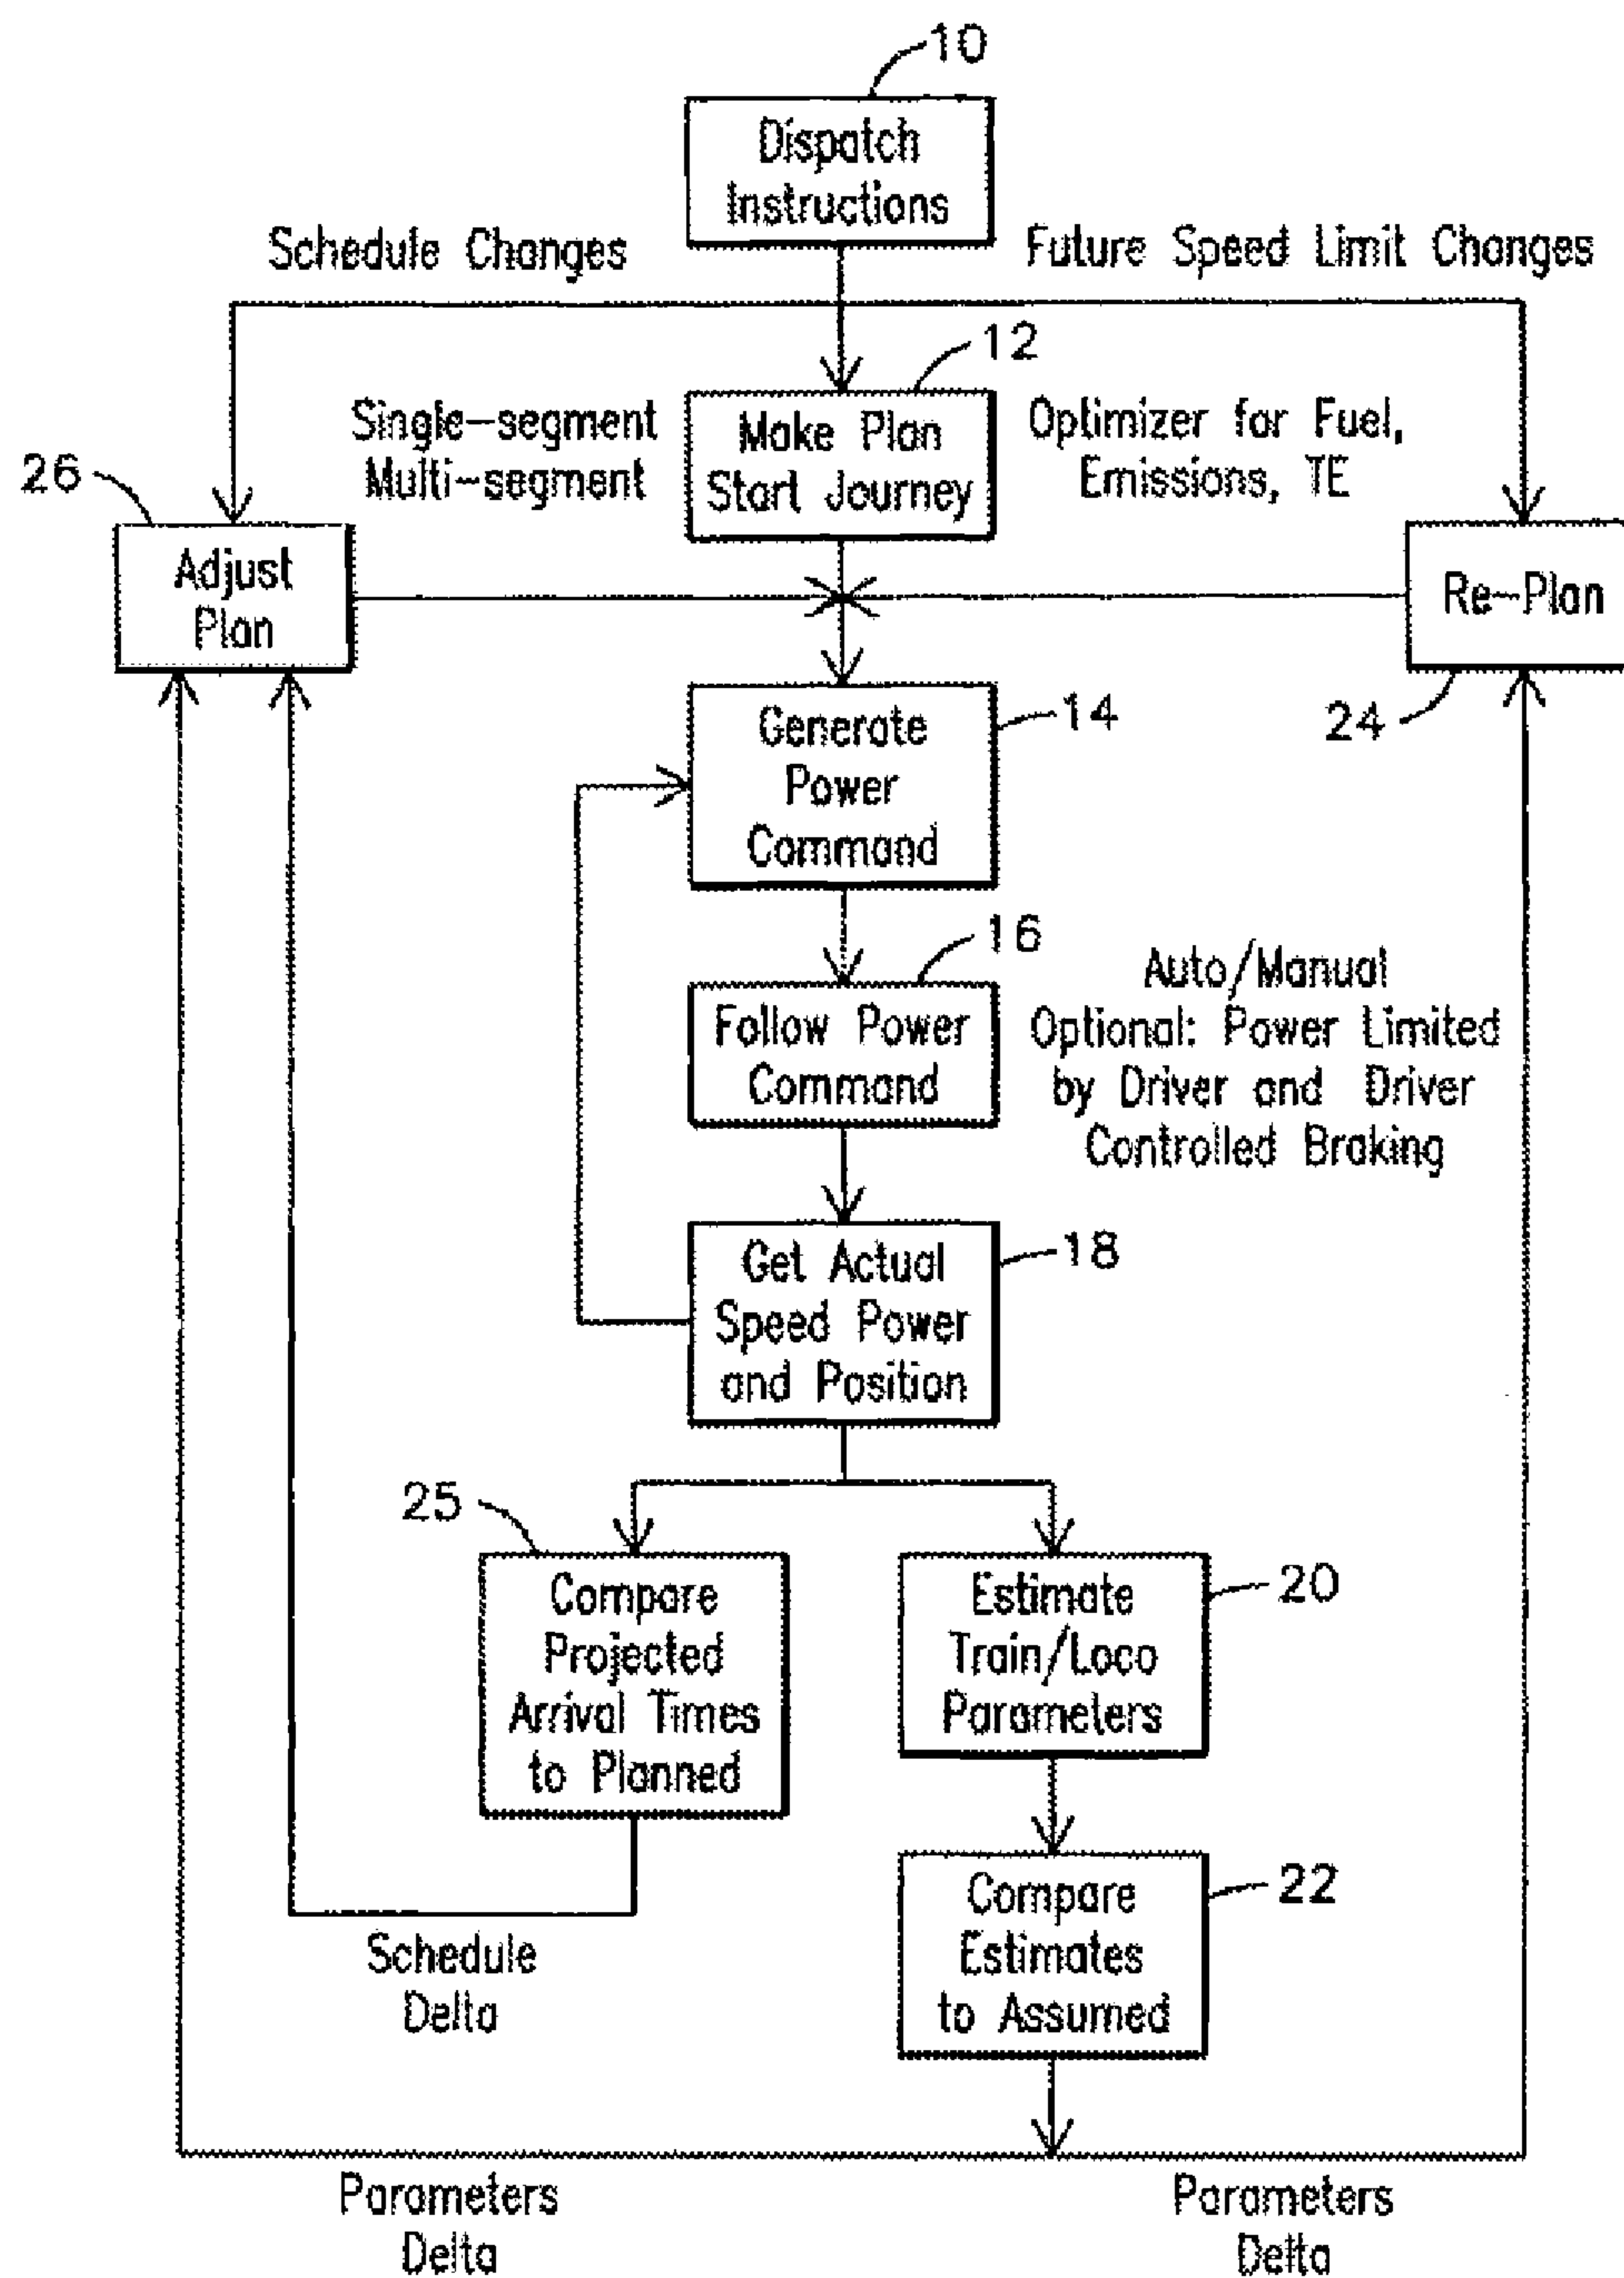 10
Dispatch
Instructions
Schedule Changes
Future Speed Limit Changes
12
Single-segment
Multi-segment
Make Plan
Start Journey
Optimizer for Fuel,
Emissions, TE
26
Adjust
Plan
Re-Plan
24
Generate
Power
Command
14
16
Follow Power
Command
Auto/Manual
Optional: Power Limited
by Driver and Driver
Controlled Braking
Get Actual
Speed Power
and Position
18
25
Compare
Projected
Arrival Times
to Planned
Estimate
Train/Loco
Parameters
20
Schedule
Delta
Compare
Estimates
to Assumed
22
Parameters
Delta
Parameters
Delta